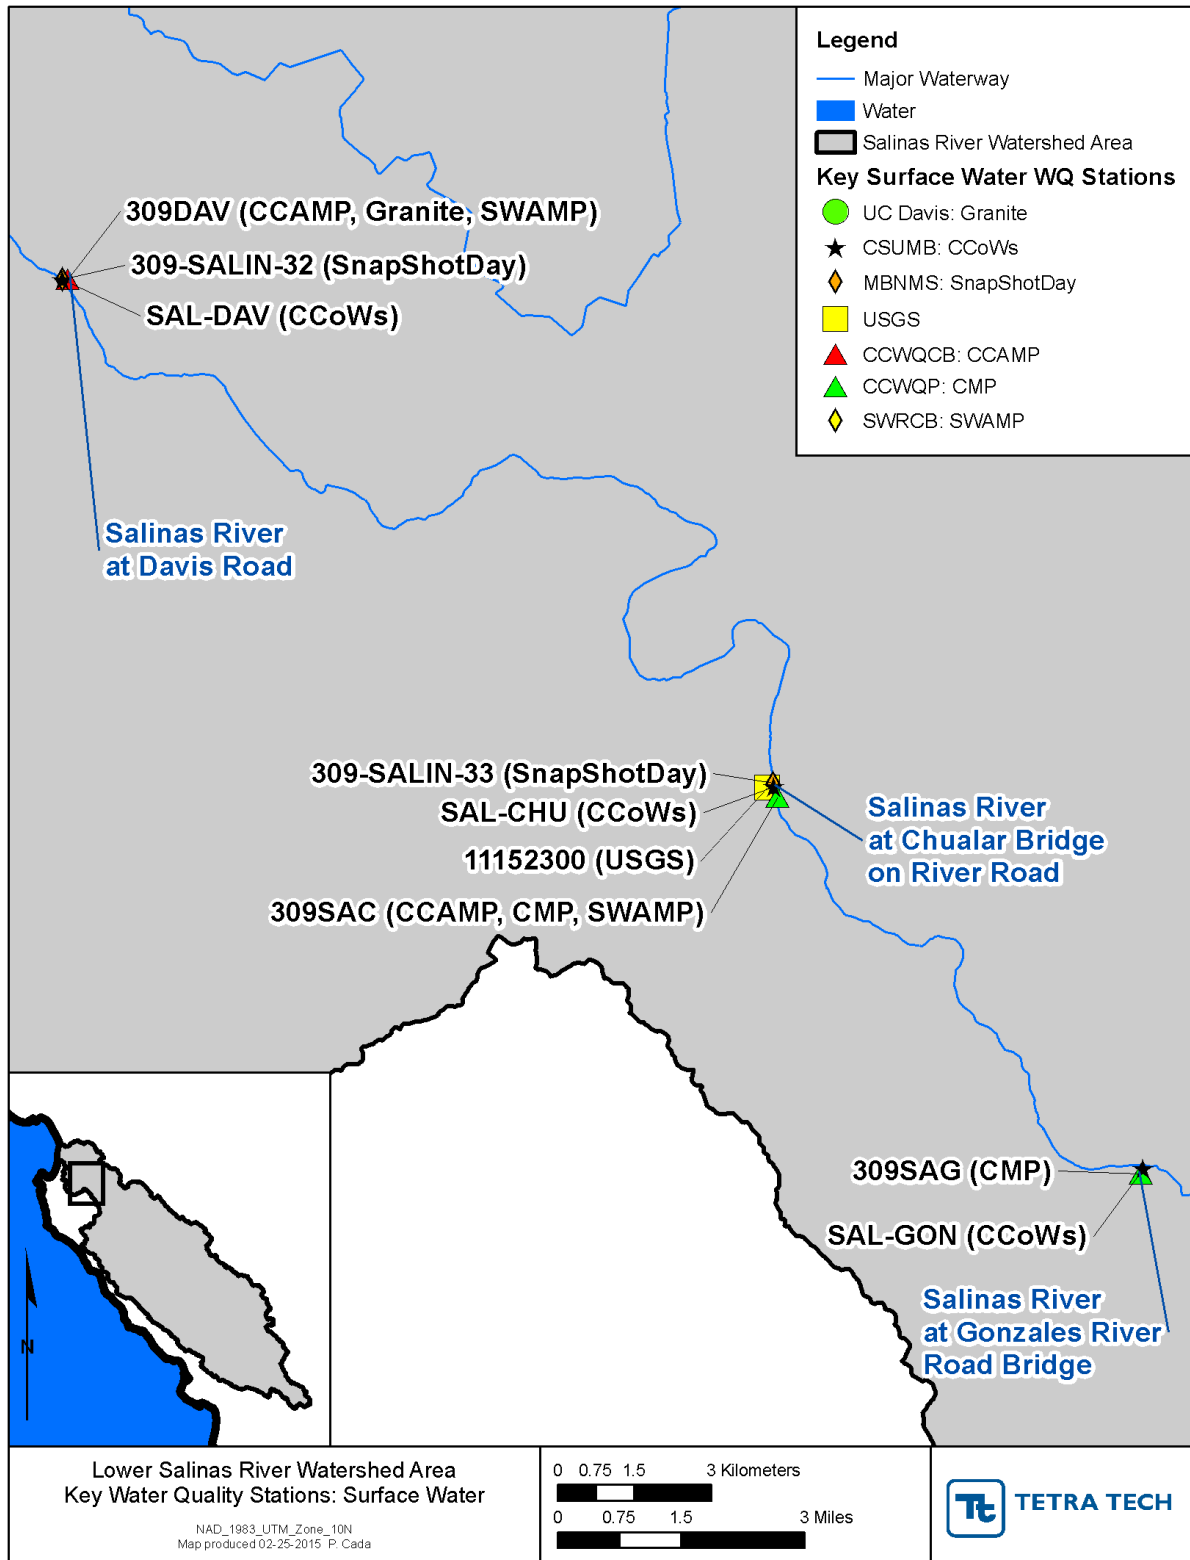 Legend
Major Waterway
Water
Salinas River Watershed Area
Key Surface Water WQ Stations
UC Davis: Granite
CSUMB: CCoWs
MBNMS: SnapShotDay
USGS
CCWQCB: CCAMP
CCWQP: CMP
SWRCB: SWAMP
309DAV (CCAMP, Granite, SWAMP)
309-SALIN-32 (SnapShotDay)
SAL-DAV (CCoWs)
Salinas River
at Davis Road
309-SALIN-33 (SnapShotDay)
SAL-CHU (CCoWs)
11152300 (USGS)
309SAC (CCAMP, CMP, SWAMP)
Salinas River
at Chualar Bridge
on River Road
309SAG (CMP)
SAL-GON (CCoWs)
Salinas River
at Gonzales River
Road Bridge
N
Lower Salinas River Watershed Area
Key Water Quality Stations: Surface Water
NAD_1983_UTM_Zone_10N
Map produced 02-25-2015 P. Cada
0 0.75 1.5 3 Kilometers
0 0.75 1.5 3 Miles
Tt TETRA TECH